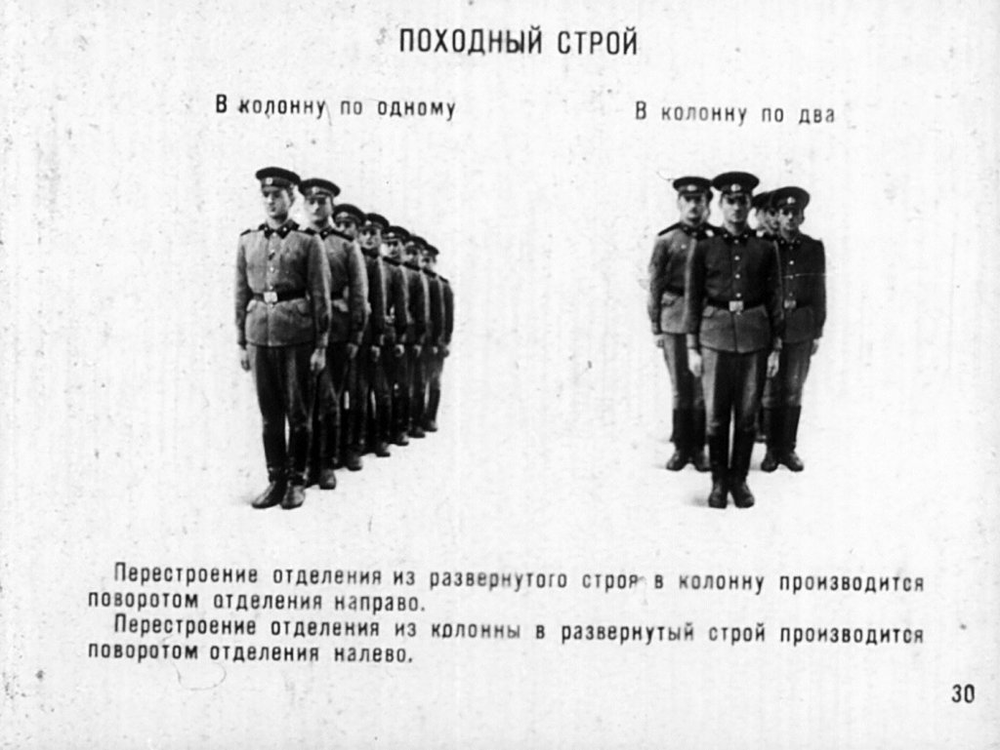 ПОХОДНЫЙ СТРОЙ
В колонну по одному
В колонну по два
Перестроение отделения из развернутого строя в колонну производится
поворотом отделения направо.
Перестроение отделения из колонны в развернутый строй производится
поворотом отделения налево.
30